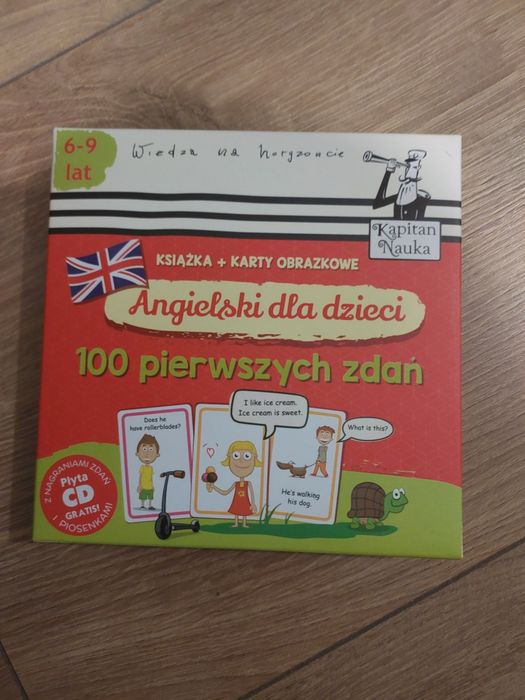 6-9
lat
Wiedza na horyzoncie
Kapitan
Nauka
KSIĄŻKA + KARTY OBRAZKOWE
Angielski dla dzieci
100 pierwszych zdań
Does he
have rollerblades?
I like ice cream.
Ice cream is sweet.
What is this?
He's walking
his dog.
Z NAGRANIAMI ZDAŃ
Płyta
CD
GRATIS!
I PIOSENKAMI